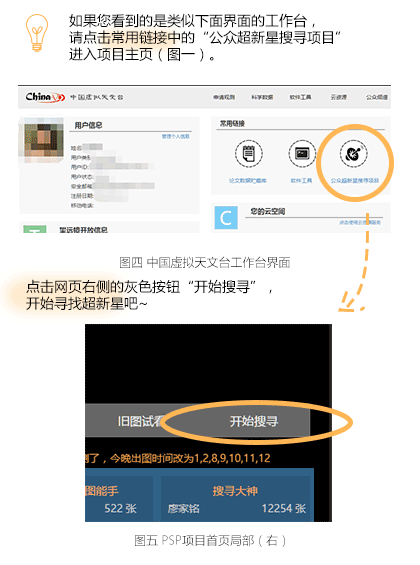 如果您看到的是类似下面界面的工作台，
请点击常用链接中的“公众超新星搜寻项目”
进入项目主页（图一）。
China-VO 中国虚拟天文台
申请观测 科学数据 软件工具 云资源 公众频道
用户信息
管理个人信息
姓名:
用户类型:
用户ID:
用户状态:
安全邮箱:
注册日期:
移动电话:
常用链接
论文数据贮藏库 软件工具 公众超新星搜寻项目
望远镜开放信息
C 您的云空间
图四 中国虚拟天文台工作台界面
点击网页右侧的灰色按钮“开始搜寻”，
开始寻找超新星吧~
旧图试看 开始搜寻
到了，今晚出图时间改为1,2,8,9,10,11,12
图能手 搜寻大神
522 张 廖家铭 12254 张
图五 PSP项目首页局部（右）